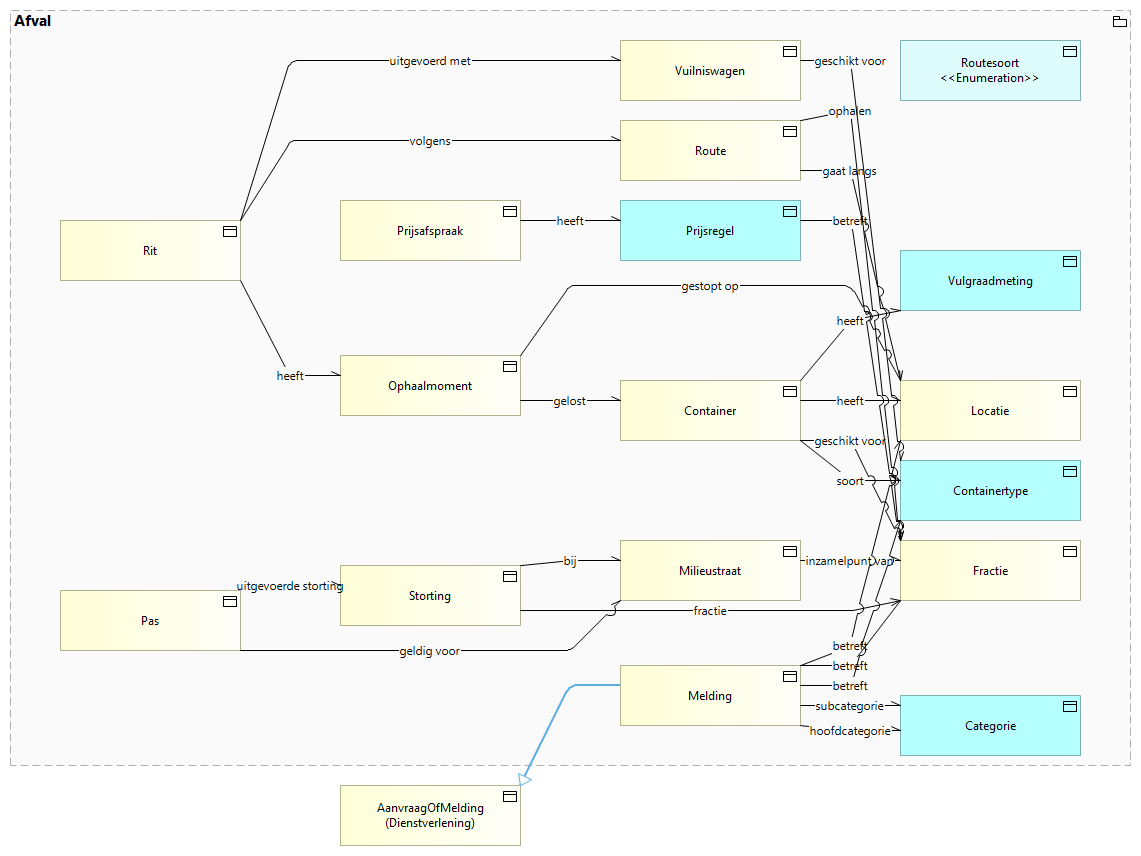 Afval
uitgevoerd met
Vuilniswagen
geschikt voor
Routesoort
<<Enumeration>>
ophalen
volgens
Route
gaat langs
Rit
Prijsafspraak
heeft
Prijsregel
betreft
Vulgraadmeting
gestopt op
heeft
heeft
Ophaalmoment
gelost
Container
heeft
Locatie
geschikt voor
soort
Containertype
bij
Milieustraat
inzamelpunt van
Fractie
uitgevoerde storting
Storting
fractie
Pas
geldig voor
betreft
betreft
betreft
Melding
subcategorie
hoofdcategorie
Categorie
AanvraagOfMelding
(Dienstverlening)